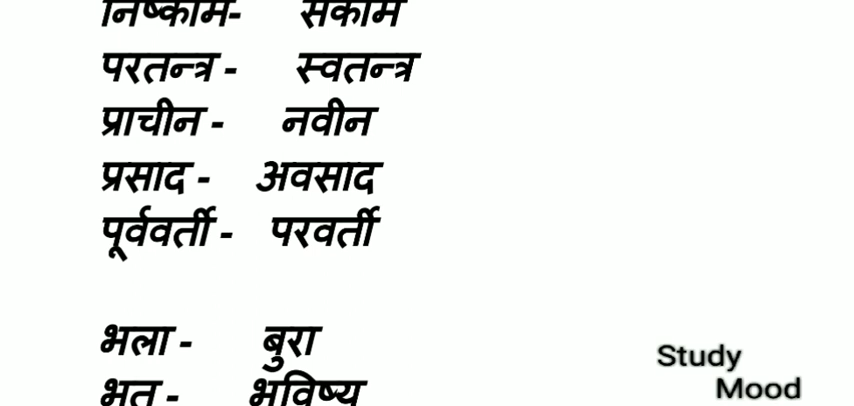 निष्काम- सकाम
परतन्त्र - स्वतन्त्र
प्राचीन - नवीन
प्रसाद - अवसाद
पूर्ववर्ती - परवर्ती
भला - बुरा
भूत - भविष्य
Study
Mood